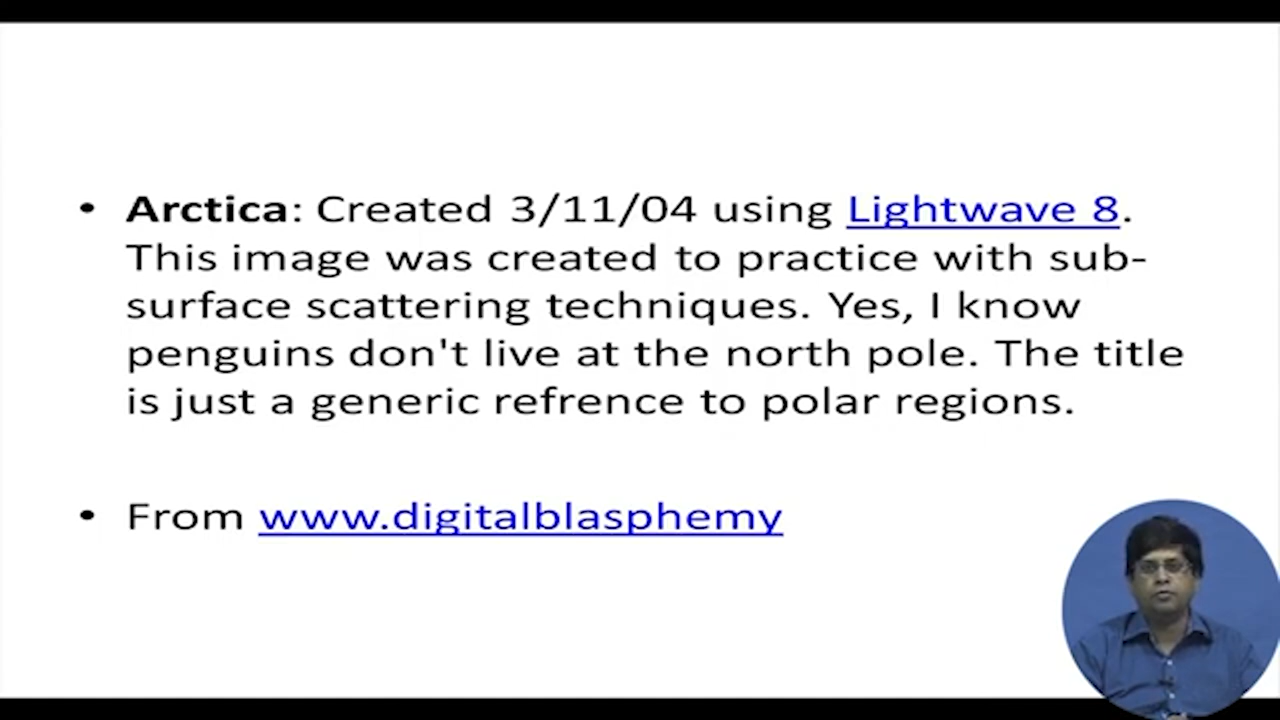 • Arctica: Created 3/11/04 using Lightwave 8.
This image was created to practice with sub-
surface scattering techniques. Yes, I know
penguins don't live at the north pole. The title
is just a generic refrence to polar regions.
• From www.digitalblasphemy